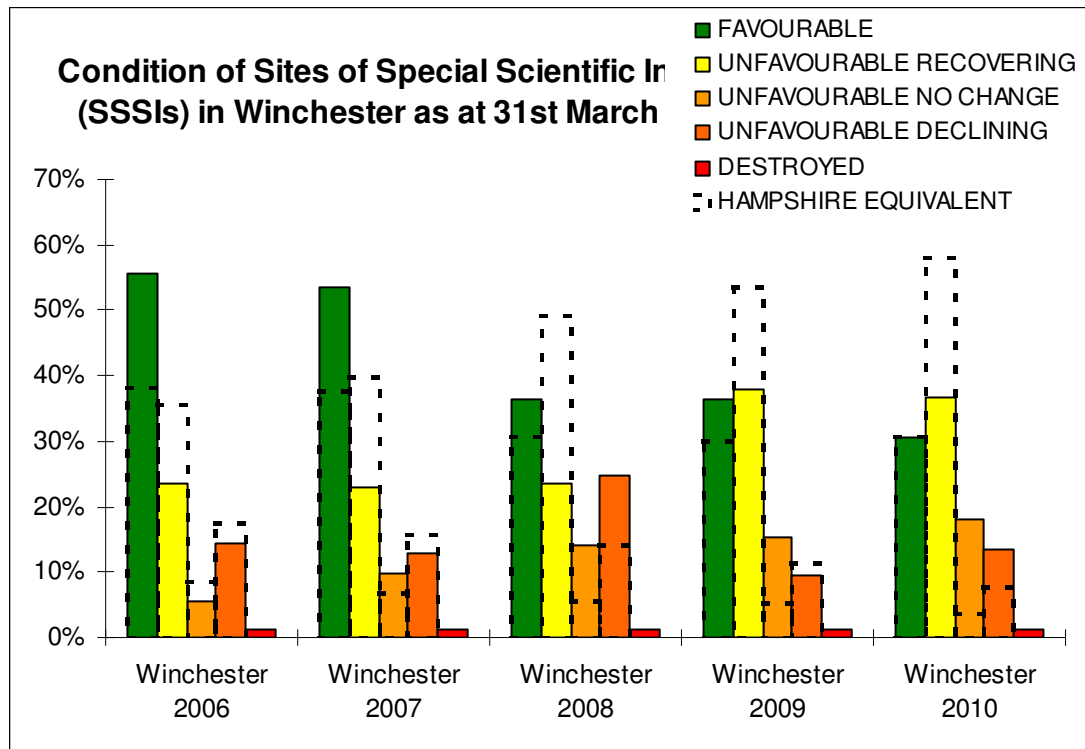 Condition of Sites of Special Scientific In
(SSSIs) in Winchester as at 31st March
FAVOURABLE
UNFAVOURABLE RECOVERING
UNFAVOURABLE NO CHANGE
UNFAVOURABLE DECLINING
DESTROYED
HAMPSHIRE EQUIVALENT
70%
60%
50%
40%
30%
20%
10%
0%
Winchester Winchester Winchester Winchester Winchester
2006 2007 2008 2009 2010